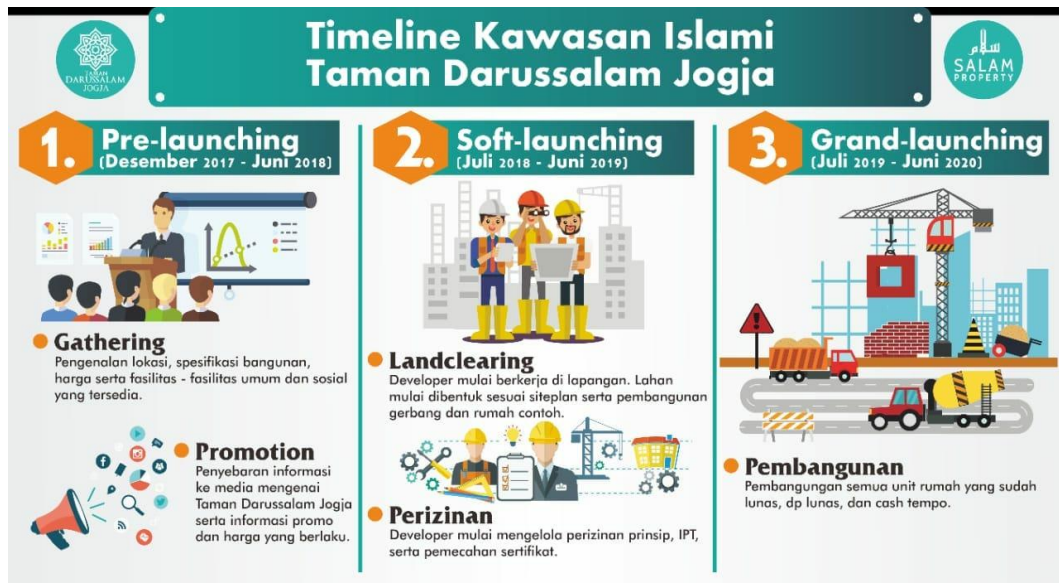 Timeline Kawasan Islami
Taman Darussalam Jogja
TAMAN
DARUSSALAM
JOGJA
سلام
SALAM
PROPERTY
1. Pre-launching
(Desember 2017 - Juni 2018)
Gathering
Pengenalan lokasi, spesifikasi bangunan,
harga serta fasilitas - fasilitas umum dan sosial
yang tersedia.
Promotion
Penyebaran informasi
ke media mengenai
Taman Darussalam Jogja
serta informasi promo
dan harga yang berlaku.
2. Soft-launching
(Juli 2018 - Juni 2019)
Landclearing
Developer mulai berkerja di lapangan. Lahan
mulai dibentuk sesuai siteplan serta pembangunan
gerbang dan rumah contoh.
Perizinan
Developer mulai mengelola perizinan prinsip, IPT,
serta pemecahan sertifikat.
3. Grand-launching
(Juli 2019 - Juni 2020)
Pembangunan
Pembangungan semua unit rumah yang sudah
lunas, dp lunas, dan cash tempo.